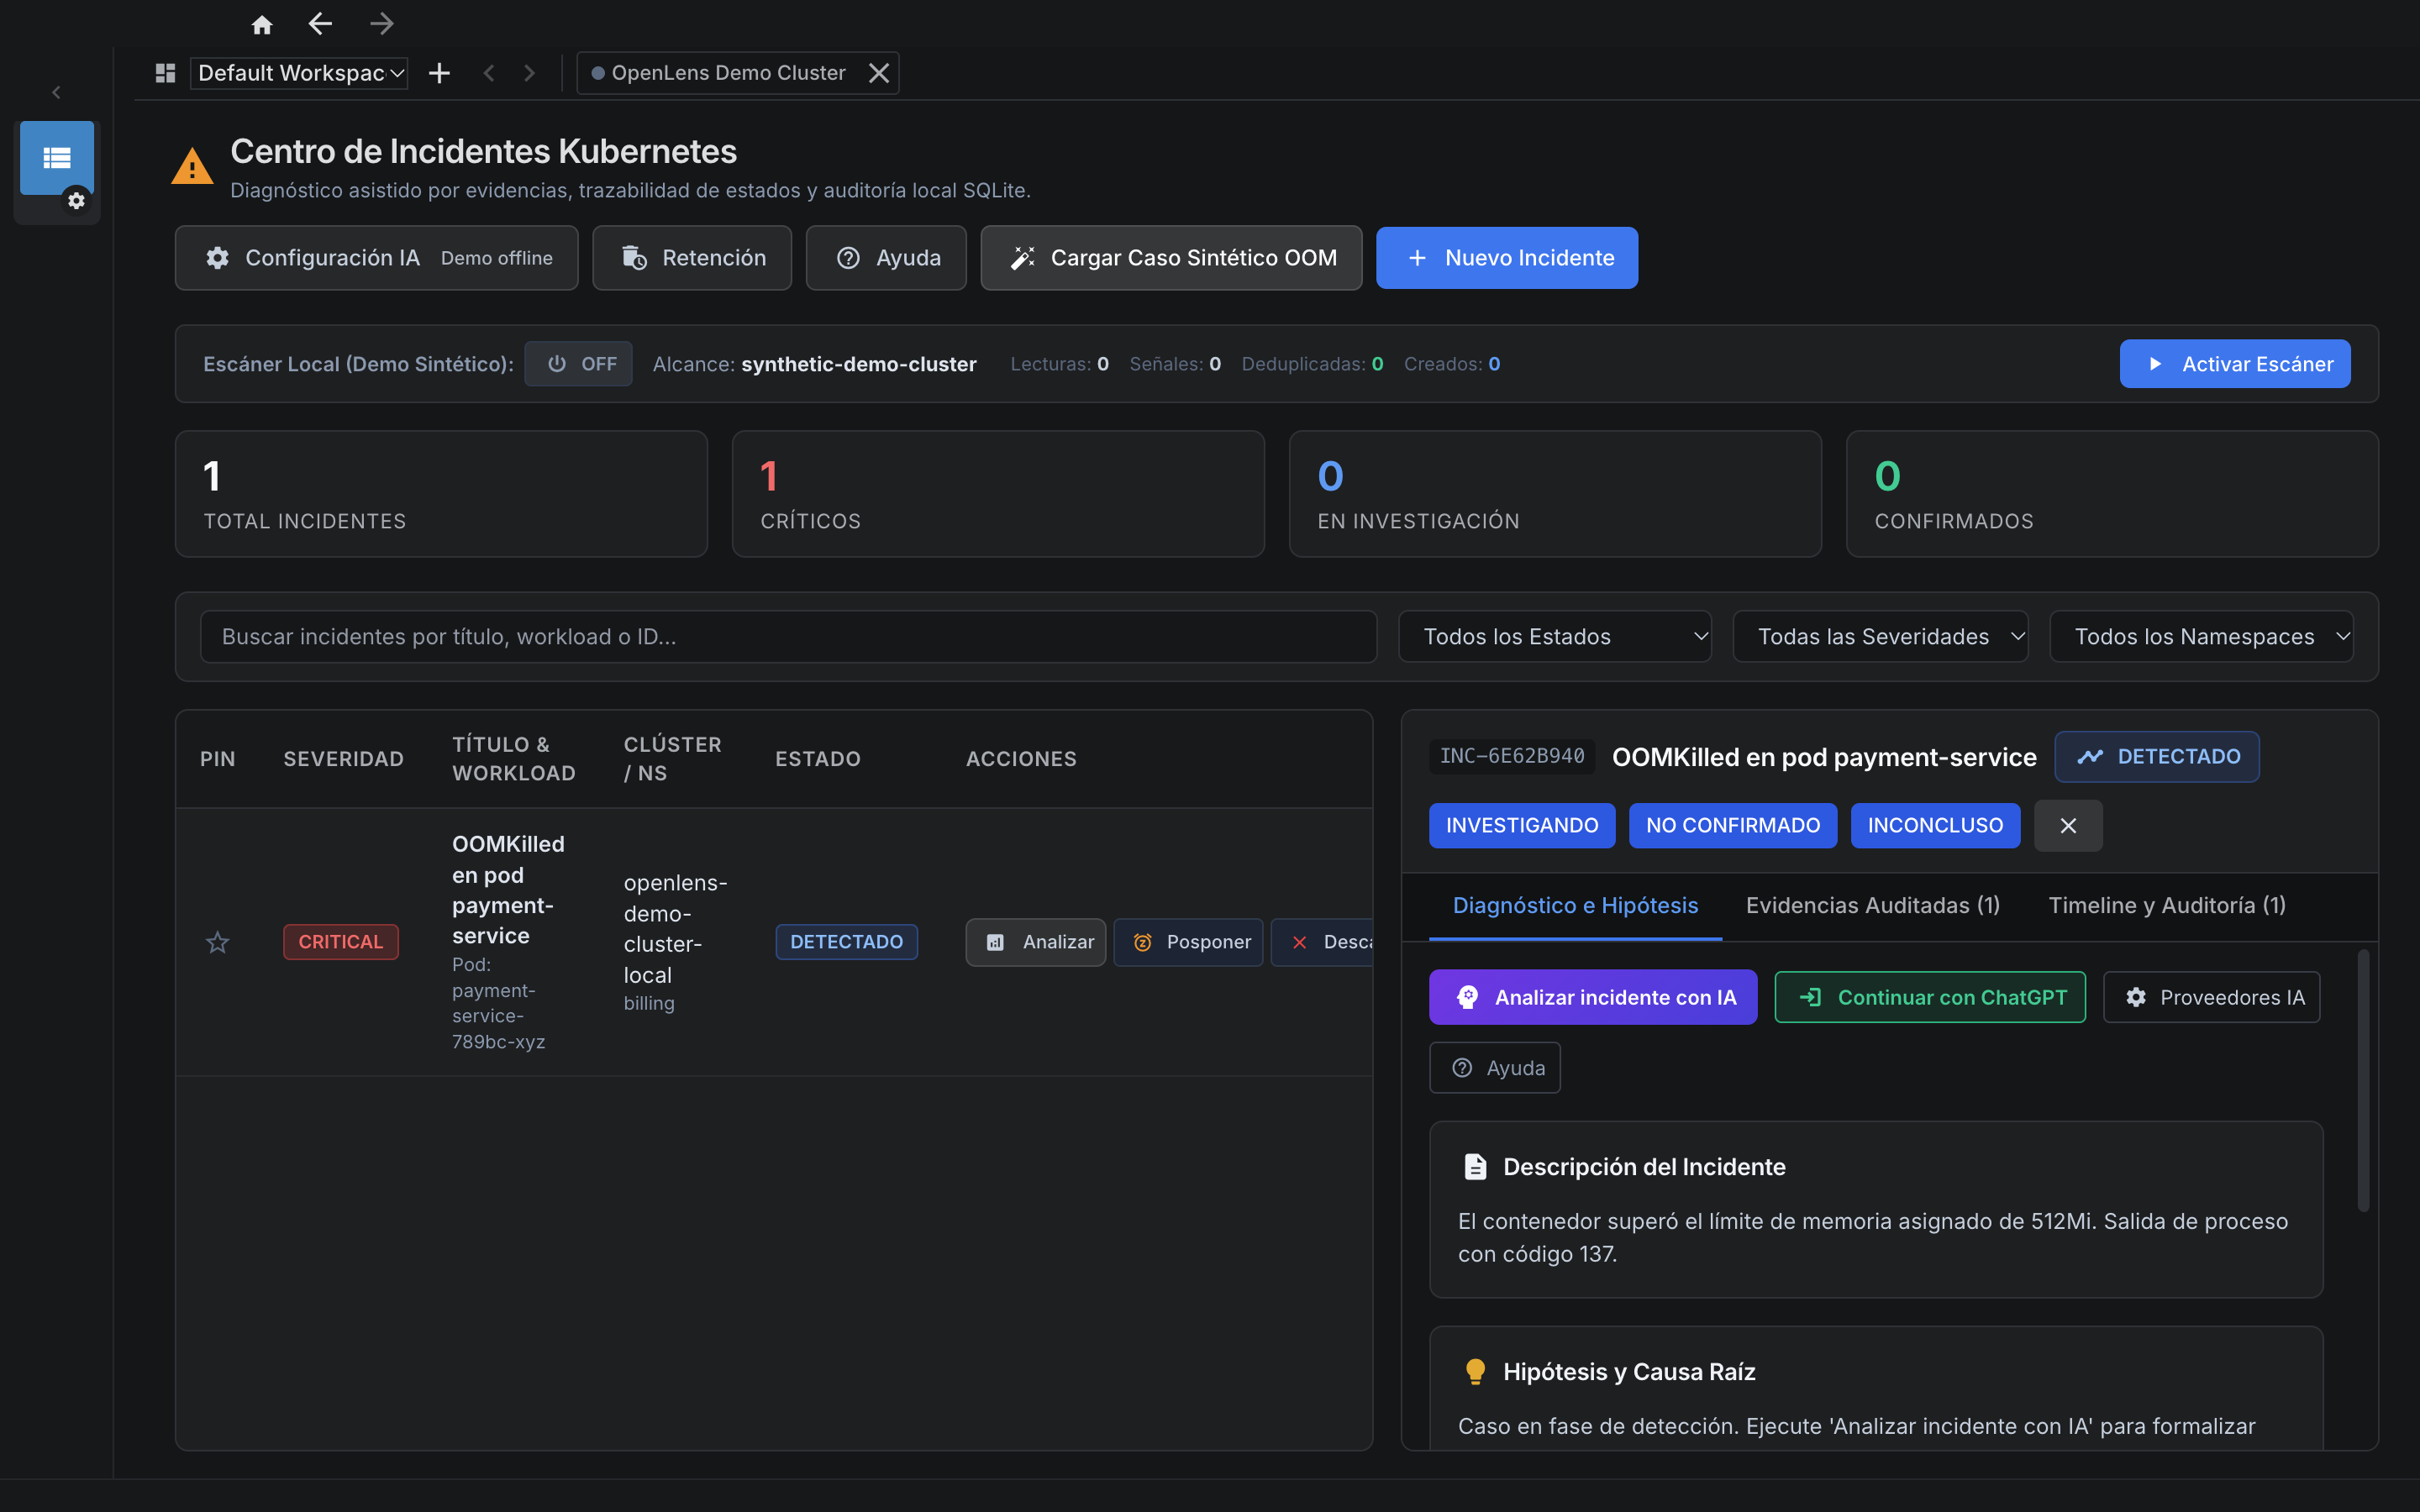 Default Workspac
OpenLens Demo Cluster
Centro de Incidentes Kubernetes
Diagnóstico asistido por evidencias, trazabilidad de estados y auditoría local SQLite.
Configuración IA Demo offline
Retención
Ayuda
Cargar Caso Sintético OOM
Nuevo Incidente
Escáner Local (Demo Sintético): OFF Alcance: synthetic-demo-cluster Lecturas: 0 Señales: 0 Deduplicadas: 0 Creados: 0
Activar Escáner
1
TOTAL INCIDENTES
1
CRÍTICOS
0
EN INVESTIGACIÓN
0
CONFIRMADOS
Buscar incidentes por título, workload o ID...
Todos los Estados
Todas las Severidades
Todos los Namespaces
PIN
SEVERIDAD
TÍTULO &
WORKLOAD
CLÚSTER
/ NS
ESTADO
ACCIONES
CRITICAL
OOMKilled
en pod
payment-
service
Pod:
payment-
service-
789bc-xyz
openlens-
demo-
cluster-
local
billing
DETECTADO
Analizar
Posponer
Desca
INC-6E62B940
OOMKilled en pod payment-service
DETECTADO
INVESTIGANDO
NO CONFIRMADO
INCONCLUSO
Diagnóstico e Hipótesis
Evidencias Auditadas (1)
Timeline y Auditoría (1)
Analizar incidente con IA
Continuar con ChatGPT
Proveedores IA
Ayuda
Descripción del Incidente
El contenedor superó el límite de memoria asignado de 512Mi. Salida de proceso
con código 137.
Hipótesis y Causa Raíz
Caso en fase de detección. Ejecute 'Analizar incidente con IA' para formalizar